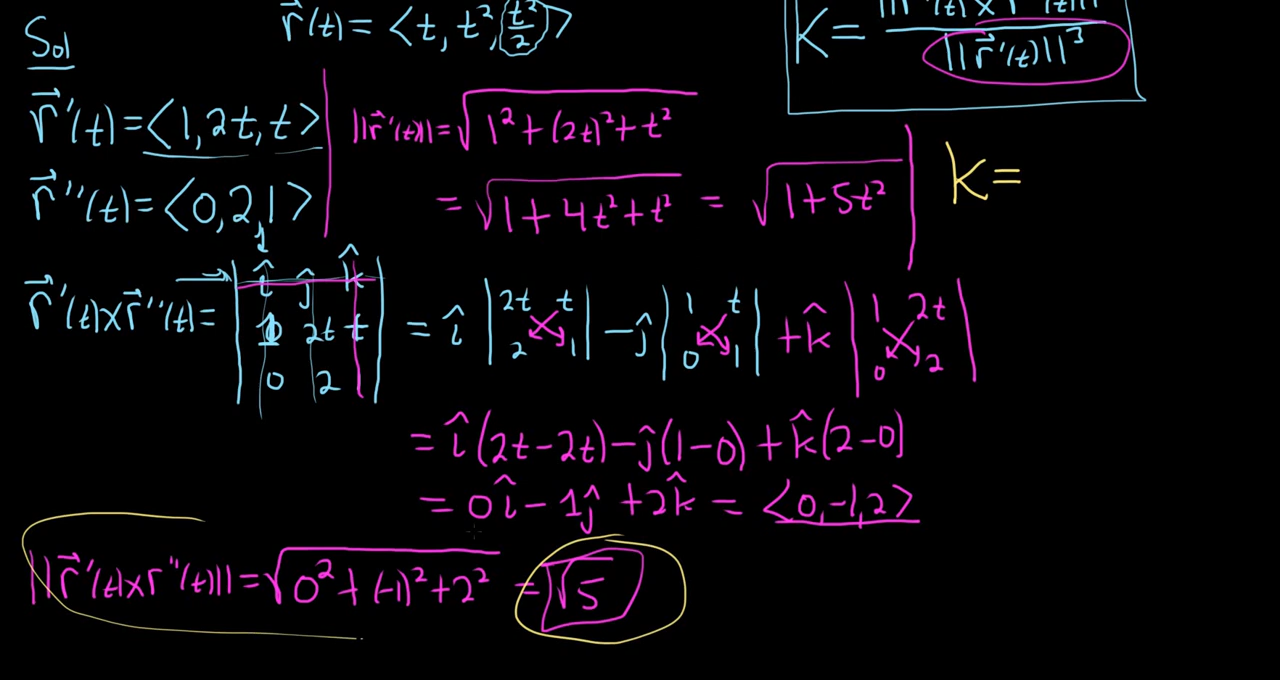 r⃗(t) = <t, t², t²/2>
K = ||r⃗'(t) × r⃗''(t)|| / ||r⃗'(t)||³
Sol
r⃗'(t) = <1, 2t, t>
||r⃗'(t)|| = √(1² + (2t)² + t²)
= √(1 + 4t² + t²) = √(1 + 5t²)
K =
r⃗''(t) = <0, 2, 1>
r⃗'(t) × r⃗''(t) = | î ĵ k̂ | 1 2t t | 0 2 1 | = î | 2t t | 2 1 | − ĵ | 1 t | 0 1 | + k̂ | 1 2t | 0 2 |
= î(2t − 2t) − ĵ(1 − 0) + k̂(2 − 0)
= 0î − 1ĵ + 2k̂ = <0, −1, 2>
||r⃗'(t) × r''(t)|| = √(0² + (−1)² + 2²) = √5